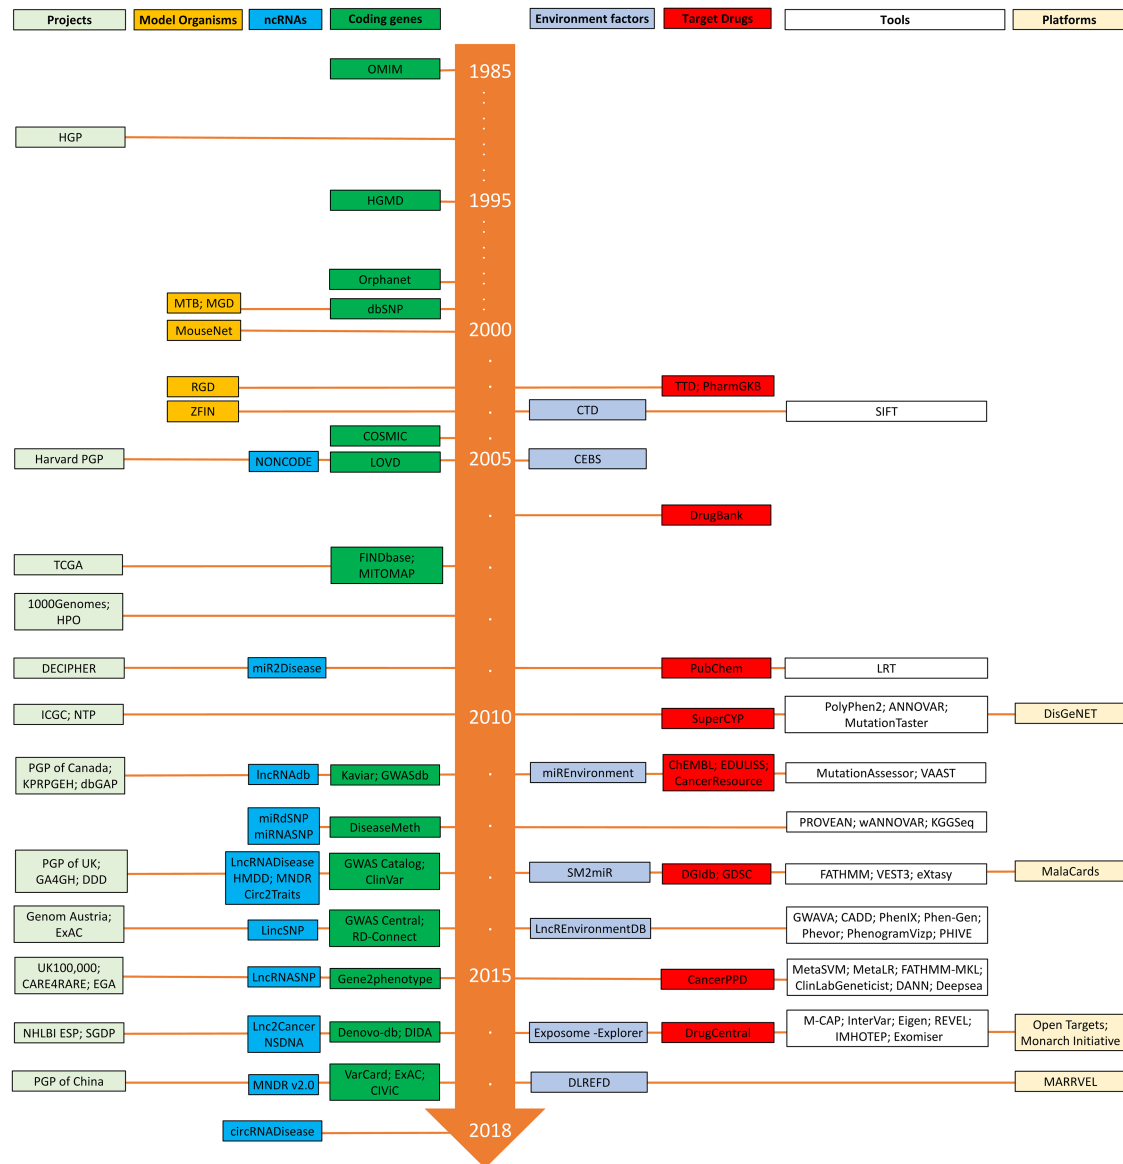 Projects
Model Organisms
ncRNAs
Coding genes
Environment factors
Target Drugs
Tools
Platforms
OMIM
1985
HGP
HGMD
1995
Orphanet
MTB; MGD
dbSNP
MouseNet
2000
RGD
TTD; PharmGKB
ZFIN
CTD
SIFT
COSMIC
Harvard PGP
NONCODE
LOVD
2005
CEBS
DrugBank
TCGA
FINDbase;
MITOMAP
1000Genomes;
HPO
DECIPHER
miR2Disease
PubChem
LRT
ICGC; NTP
2010
SuperCYP
PolyPhen2; ANNOVAR;
MutationTaster
DisGeNET
PGP of Canada;
KPRPGEH; dbGAP
lncRNAdb
Kaviar; GWASdb
miREnvironment
ChEMBL; EDULISS;
CancerResource
MutationAssessor; VAAST
miRdSNP
miRNASNP
DiseaseMeth
PROVEAN; wANNOVAR; KGGSeq
PGP of UK;
GA4GH; DDD
LncRNADisease
HMDD; MNDR
Circ2Traits
GWAS Catalog;
ClinVar
SM2miR
DGIdb; GDSC
FATHMM; VEST3; eXtasy
MalaCards
Genom Austria;
ExAC
LincSNP
GWAS Central;
RD-Connect
LncREnvironmentDB
GWAVA; CADD; PhenIX; Phen-Gen;
Phevor; PhenogramVizp; PHIVE
UK100,000;
CARE4RARE; EGA
LncRNASNP
Gene2phenotype
2015
CancerPPD
MetaSVM; MetaLR; FATHMM-MKL;
ClinLabGeneticist; DANN; Deepsea
NHLBI ESP; SGDP
Lnc2Cancer
NSDNA
Denovo-db; DIDA
Exposome -Explorer
DrugCentral
M-CAP; InterVar; Eigen; REVEL;
IMHOTEP; Exomiser
Open Targets;
Monarch Initiative
PGP of China
MNDR v2.0
VarCard; ExAC;
CIViC
DLREFD
MARRVEL
circRNADisease
2018